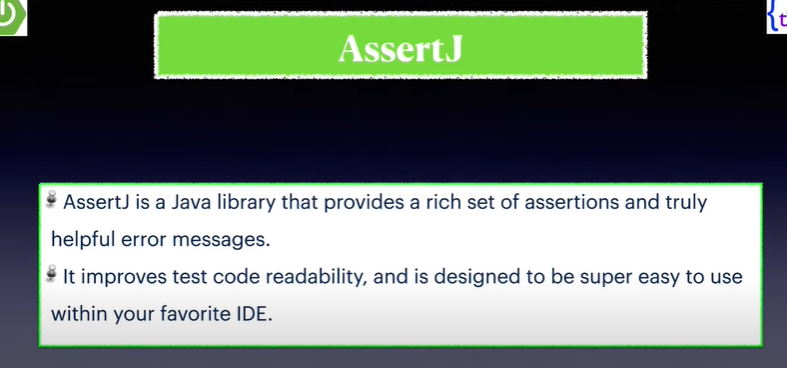 AssertJ
AssertJ is a Java library that provides a rich set of assertions and truly
helpful error messages.
It improves test code readability, and is designed to be super easy to use
within your favorite IDE.